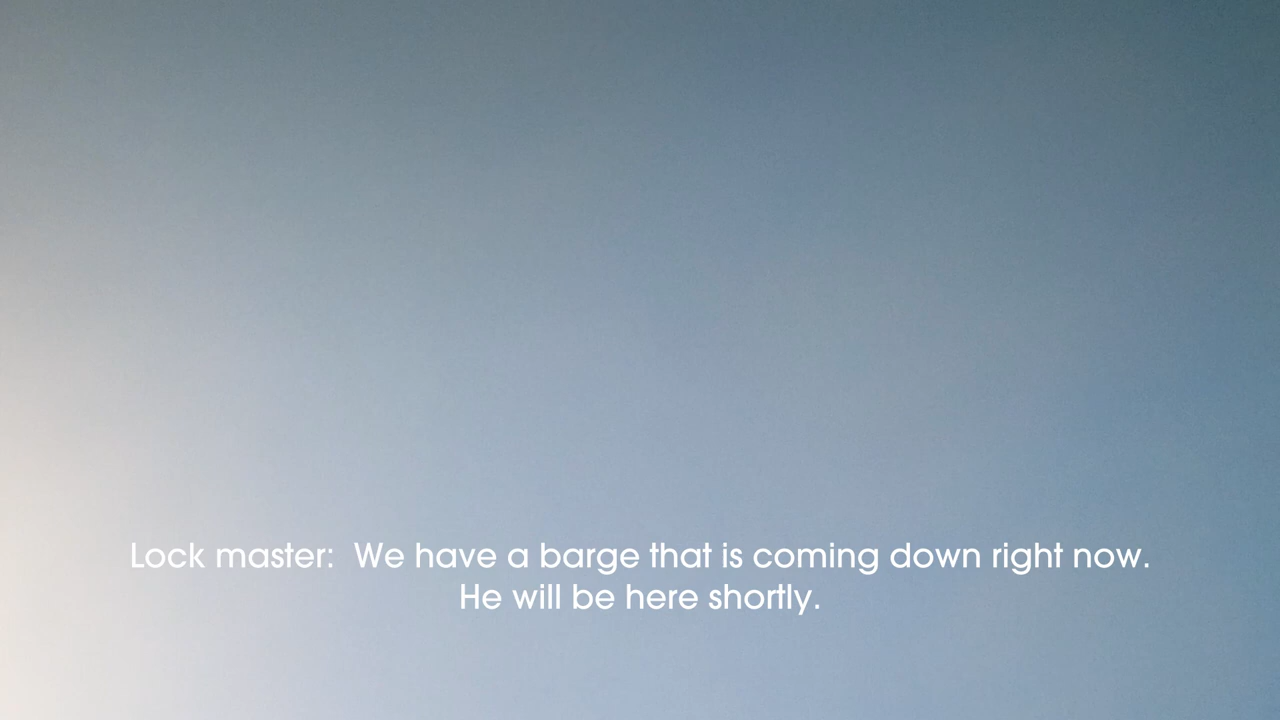 Lock master:  We have a barge that is coming down right now.
He will be here shortly.